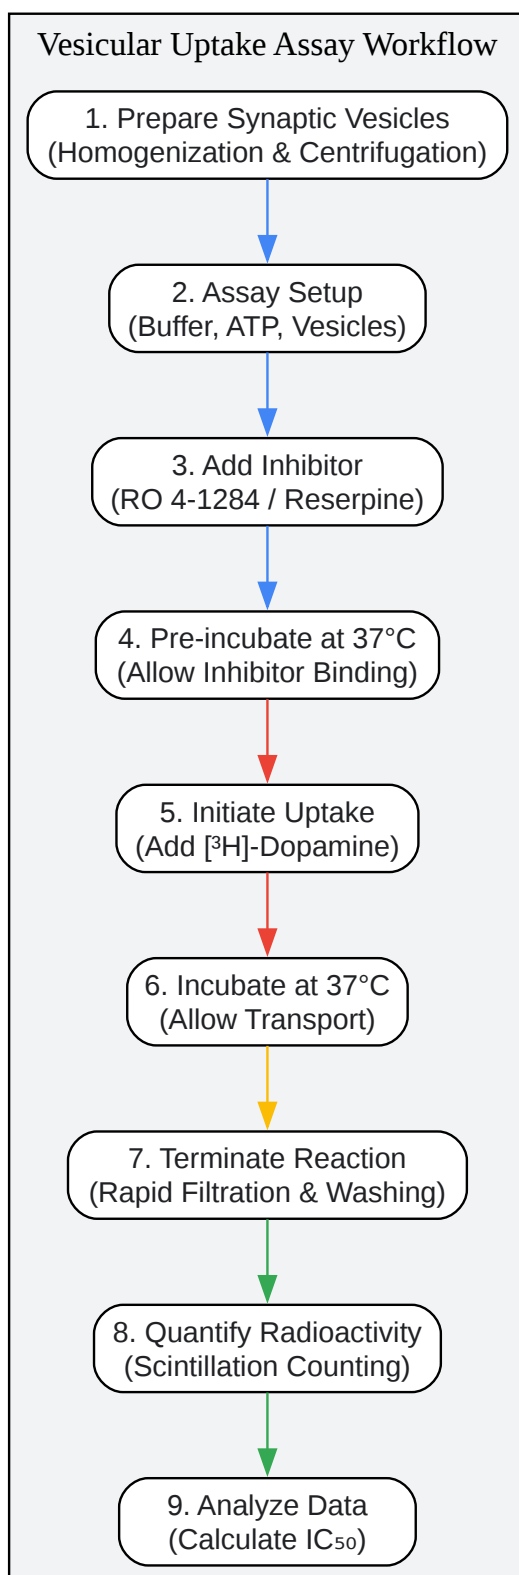 Vesicular Uptake Assay Workflow
1. Prepare Synaptic Vesicles
(Homogenization & Centrifugation)
2. Assay Setup
(Buffer, ATP, Vesicles)
3. Add Inhibitor
(RO 4-1284 / Reserpine)
4. Pre-incubate at 37°C
(Allow Inhibitor Binding)
5. Initiate Uptake
(Add [³H]-Dopamine)
6. Incubate at 37°C
(Allow Transport)
7. Terminate Reaction
(Rapid Filtration & Washing)
8. Quantify Radioactivity
(Scintillation Counting)
9. Analyze Data
(Calculate IC₅₀)